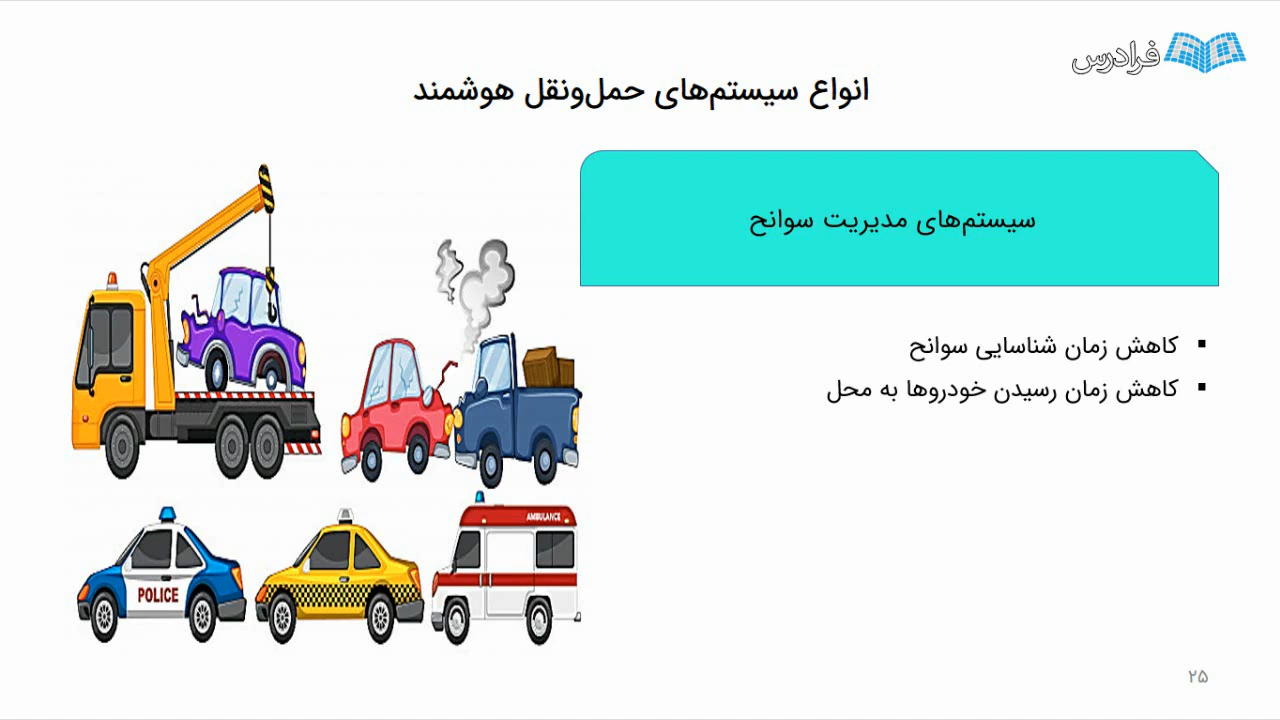 فرادرس
انواع سیستم‌های حمل‌ونقل هوشمند
سیستم‌های مدیریت سوانح
▪ کاهش زمان شناسایی سوانح
▪ کاهش زمان رسیدن خودروها به محل
AMBULANCE
POLICE
۲۵